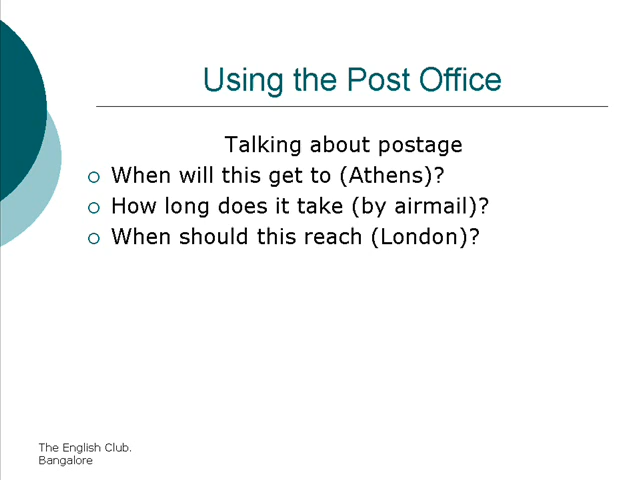 Using the Post Office
Talking about postage
When will this get to (Athens)?
How long does it take (by airmail)?
When should this reach (London)?
The English Club.
Bangalore